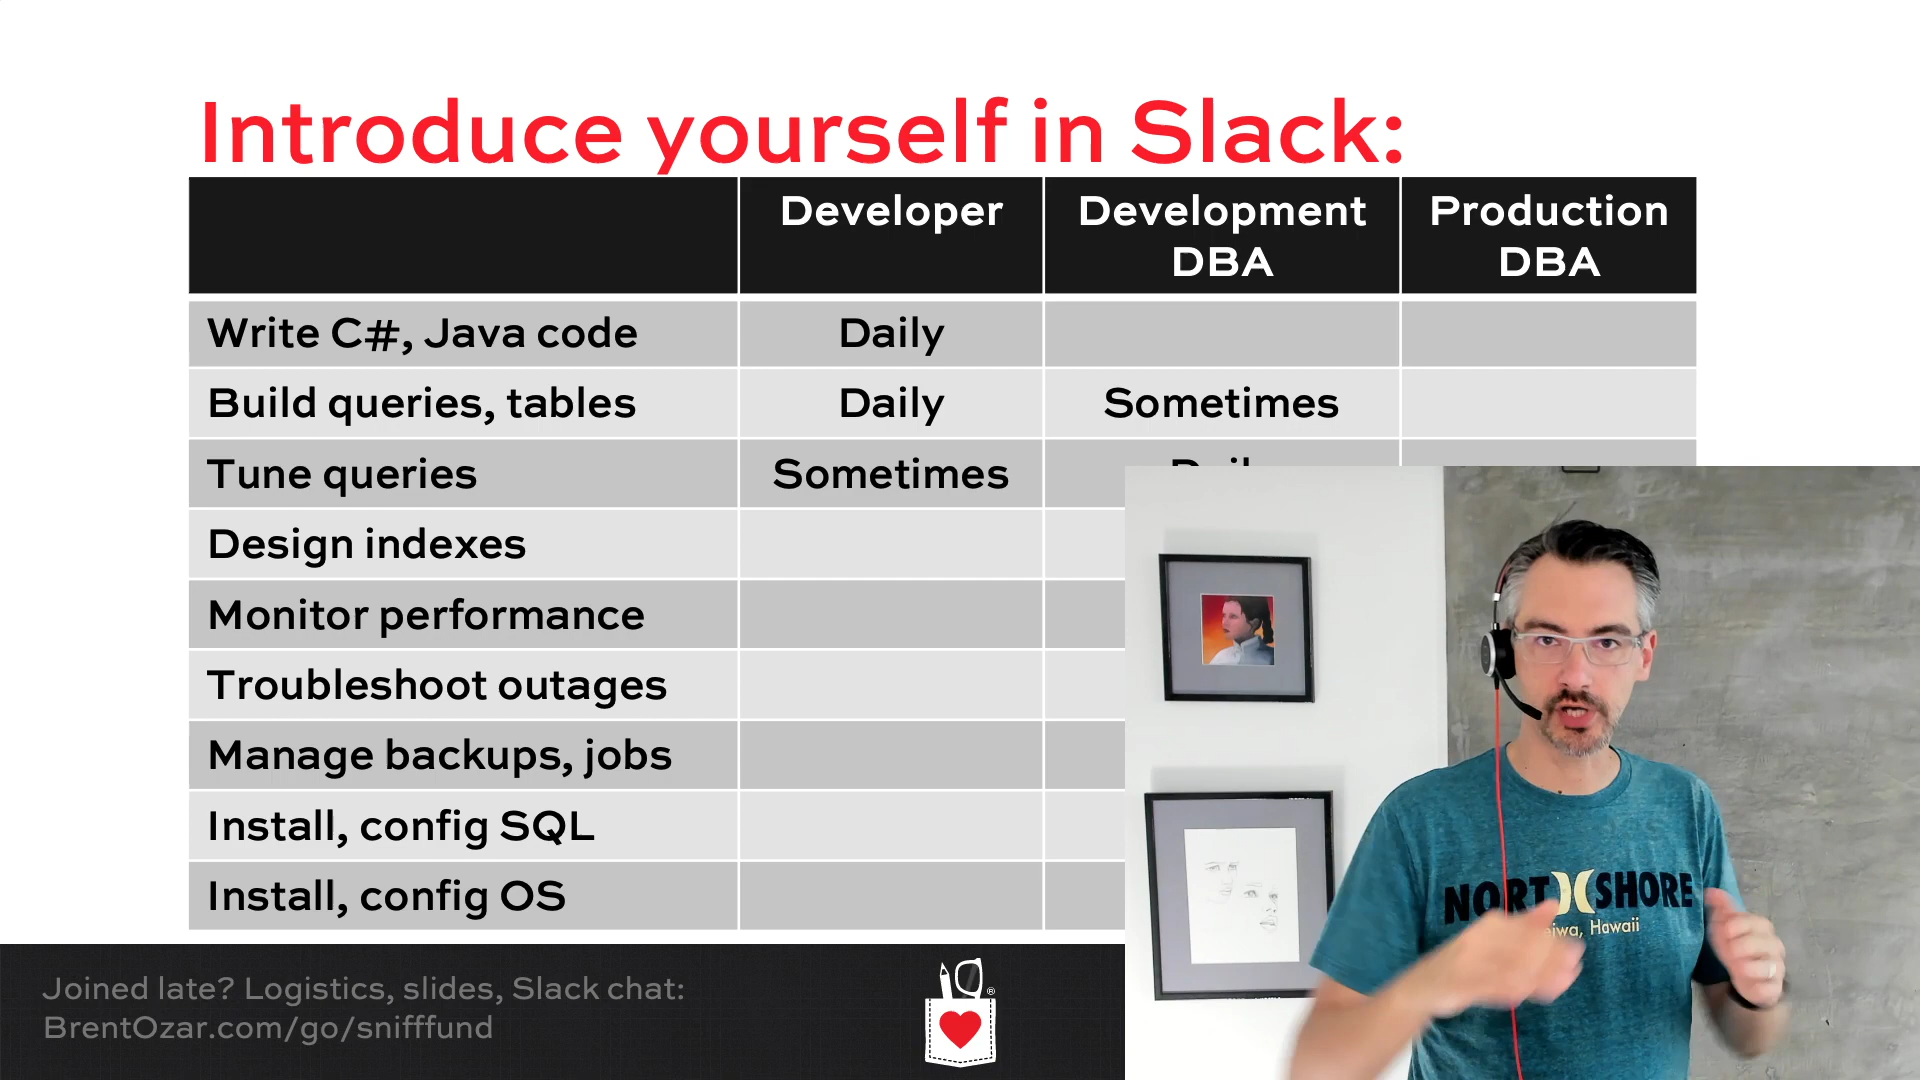 Introduce yourself in Slack:
Developer Development DBA Production DBA
Write C#, Java code Daily
Build queries, tables Daily Sometimes
Tune queries Sometimes
Design indexes
Monitor performance
Troubleshoot outages
Manage backups, jobs
Install, config SQL
Install, config OS
Joined late? Logistics, slides, Slack chat:
BrentOzar.com/go/snifffund
®
SHORE
Hawaii